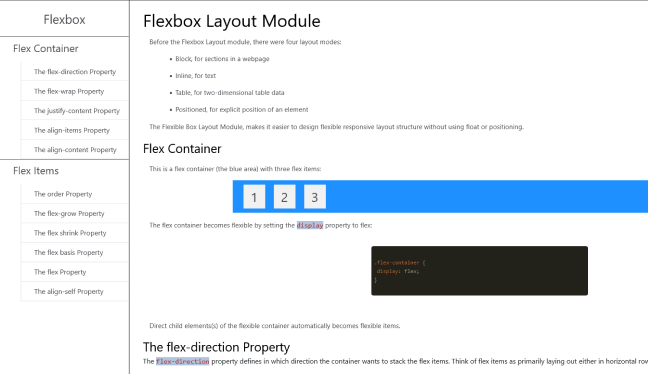 Flexbox
Flex Container
The flex-direction Property
The flex-wrap Property
The justify-content Property
The align-items Property
The align-content Property
Flex Items
The order Property
The flex-grow Property
The flex shrink Property
The flex basis Property
The flex Property
The align-self Property
Flexbox Layout Module
Before the Flexbox Layout module, there were four layout modes:
• Block, for sections in a webpage
• Inline, for text
• Table, for two-dimensional table data
• Positioned, for explicit position of an element
The Flexible Box Layout Module, makes it easier to design flexible responsive layout structure without using float or positioning.
Flex Container
This is a flex container (the blue area) with three flex items:
1 2 3
The flex container becomes flexible by setting the display property to flex:
.flex-container {
display: flex;
}
Direct child elements(s) of the flexible container automatically becomes flexible items.
The flex-direction Property
The flex-direction property defines in which direction the container wants to stack the flex items. Think of flex items as primarily laying out either in horizontal row